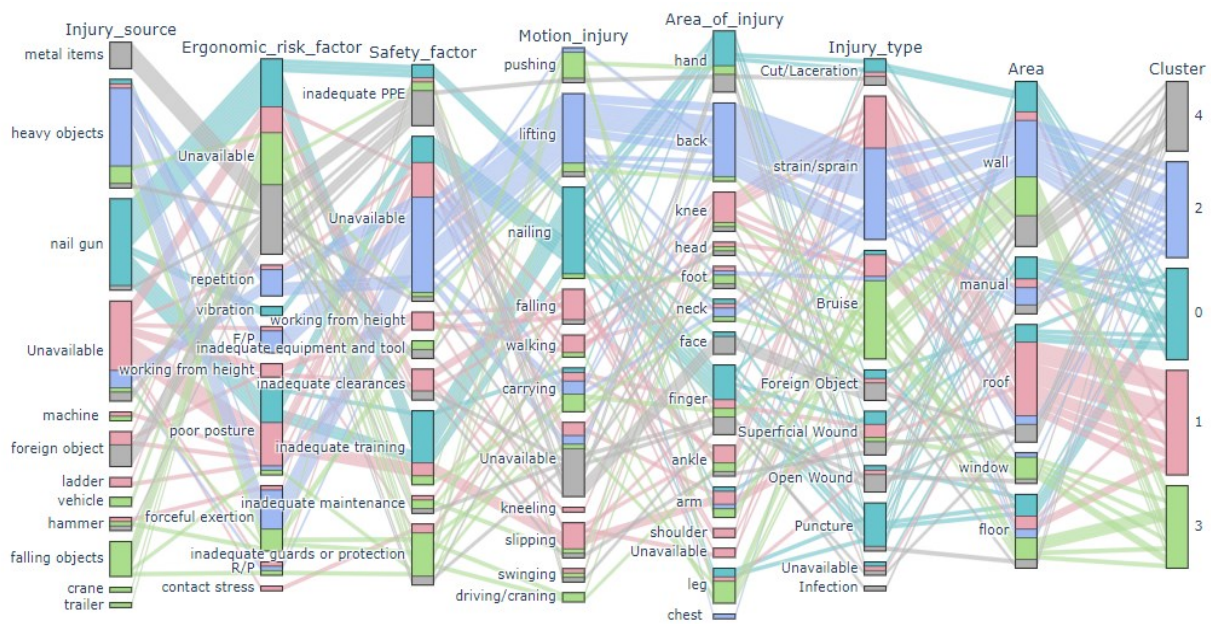 Injury_source
metal items
heavy objects
nail gun
Unavailable
machine
foreign object
ladder
vehicle
hammer
falling objects
crane
trailer
Ergonomic_risk_factor
Unavailable
repetition
vibration
F/P
working from height
poor posture
forceful exertion
R/P
contact stress
Safety_factor
inadequate PPE
Unavailable
working from height
inadequate equipment and tool
inadequate clearances
inadequate training
inadequate maintenance
inadequate guards or protection
Motion_injury
pushing
lifting
nailing
falling
walking
carrying
Unavailable
kneeling
slipping
swinging
driving/craning
Area_of_injury
hand
back
knee
head
foot
neck
face
finger
ankle
arm
shoulder
Unavailable
leg
chest
Injury_type
Cut/Laceration
strain/sprain
Bruise
Foreign Object
Superficial Wound
Open Wound
Puncture
Unavailable
Infection
Area
wall
manual
roof
window
floor
Cluster
4
2
0
1
3